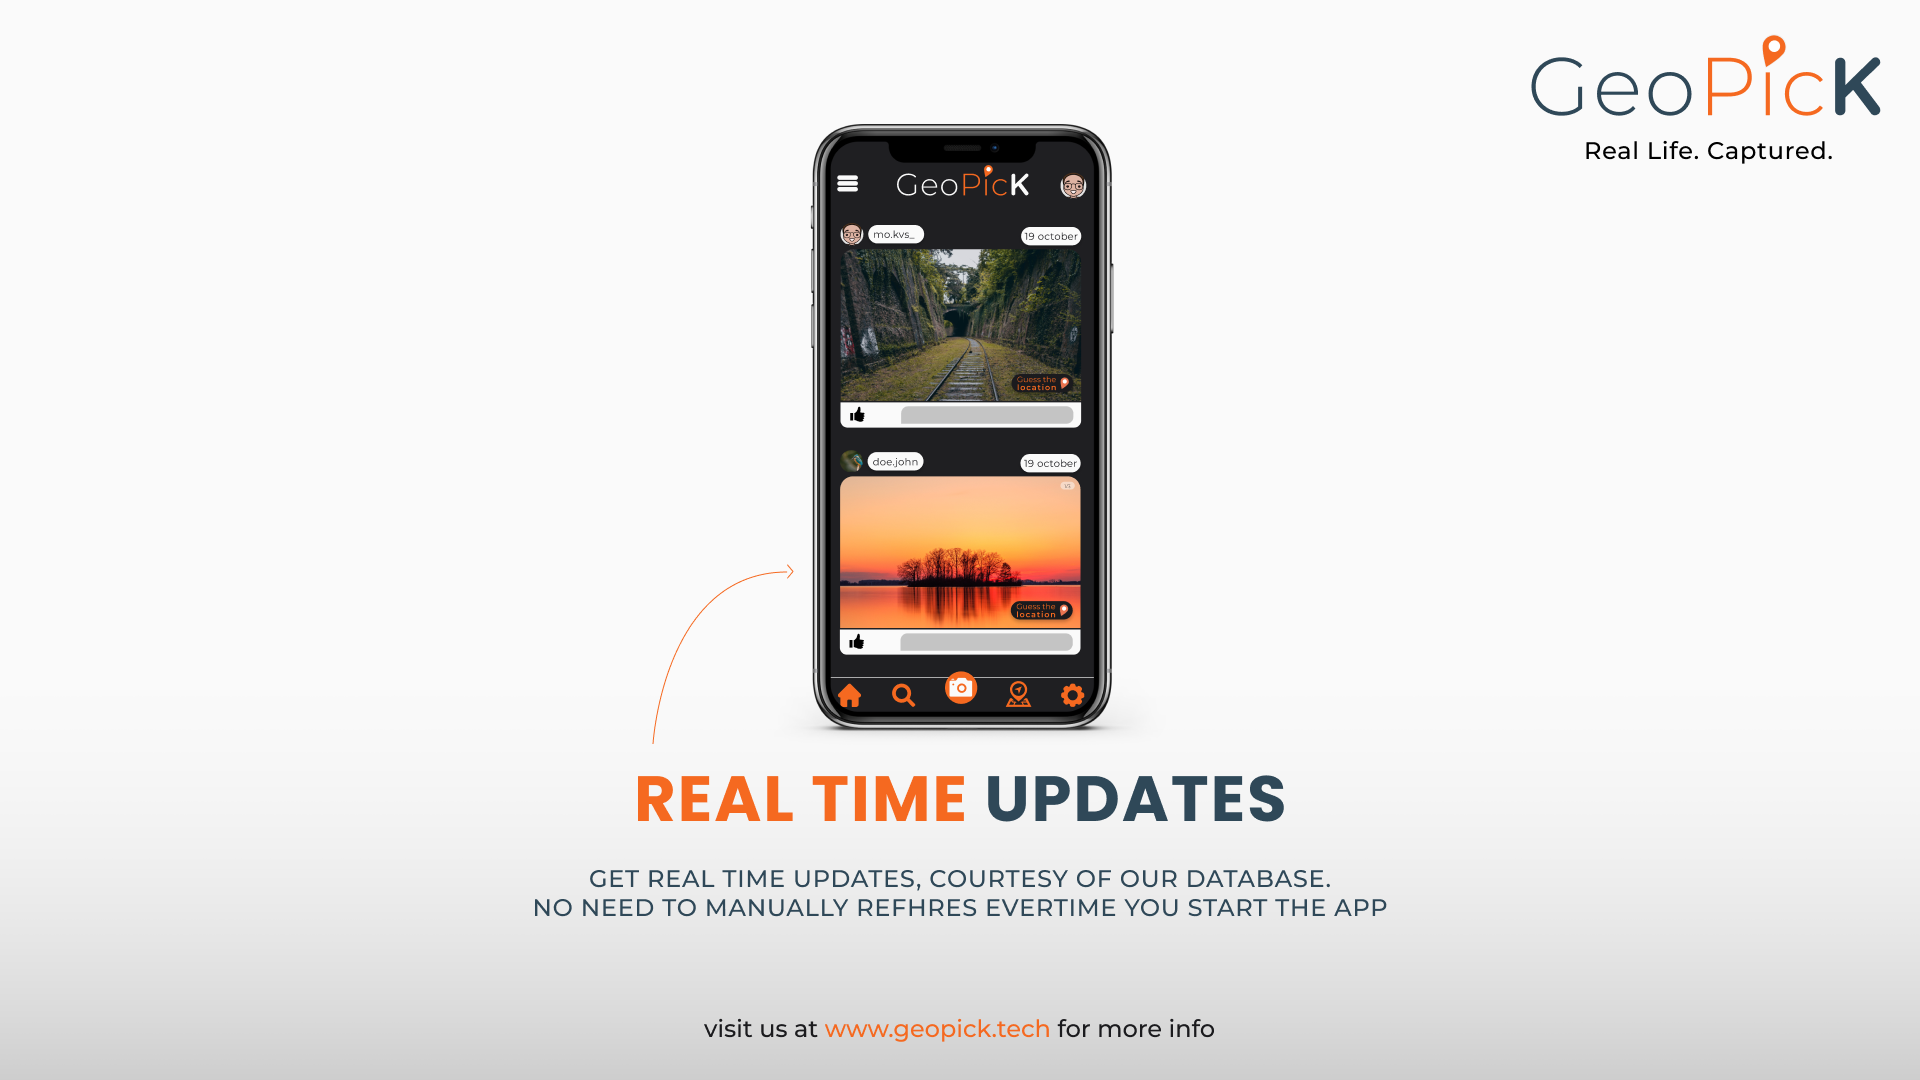 GeoPicK
Real Life. Captured.
GeoPicK
mo.kvs_
19 october
Guess the
location
doe.john
19 october
1/1
Guess the
location
REAL TIME UPDATES
GET REAL TIME UPDATES, COURTESY OF OUR DATABASE.
NO NEED TO MANUALLY REFHRES EVERTIME YOU START THE APP
visit us at www.geopick.tech for more info